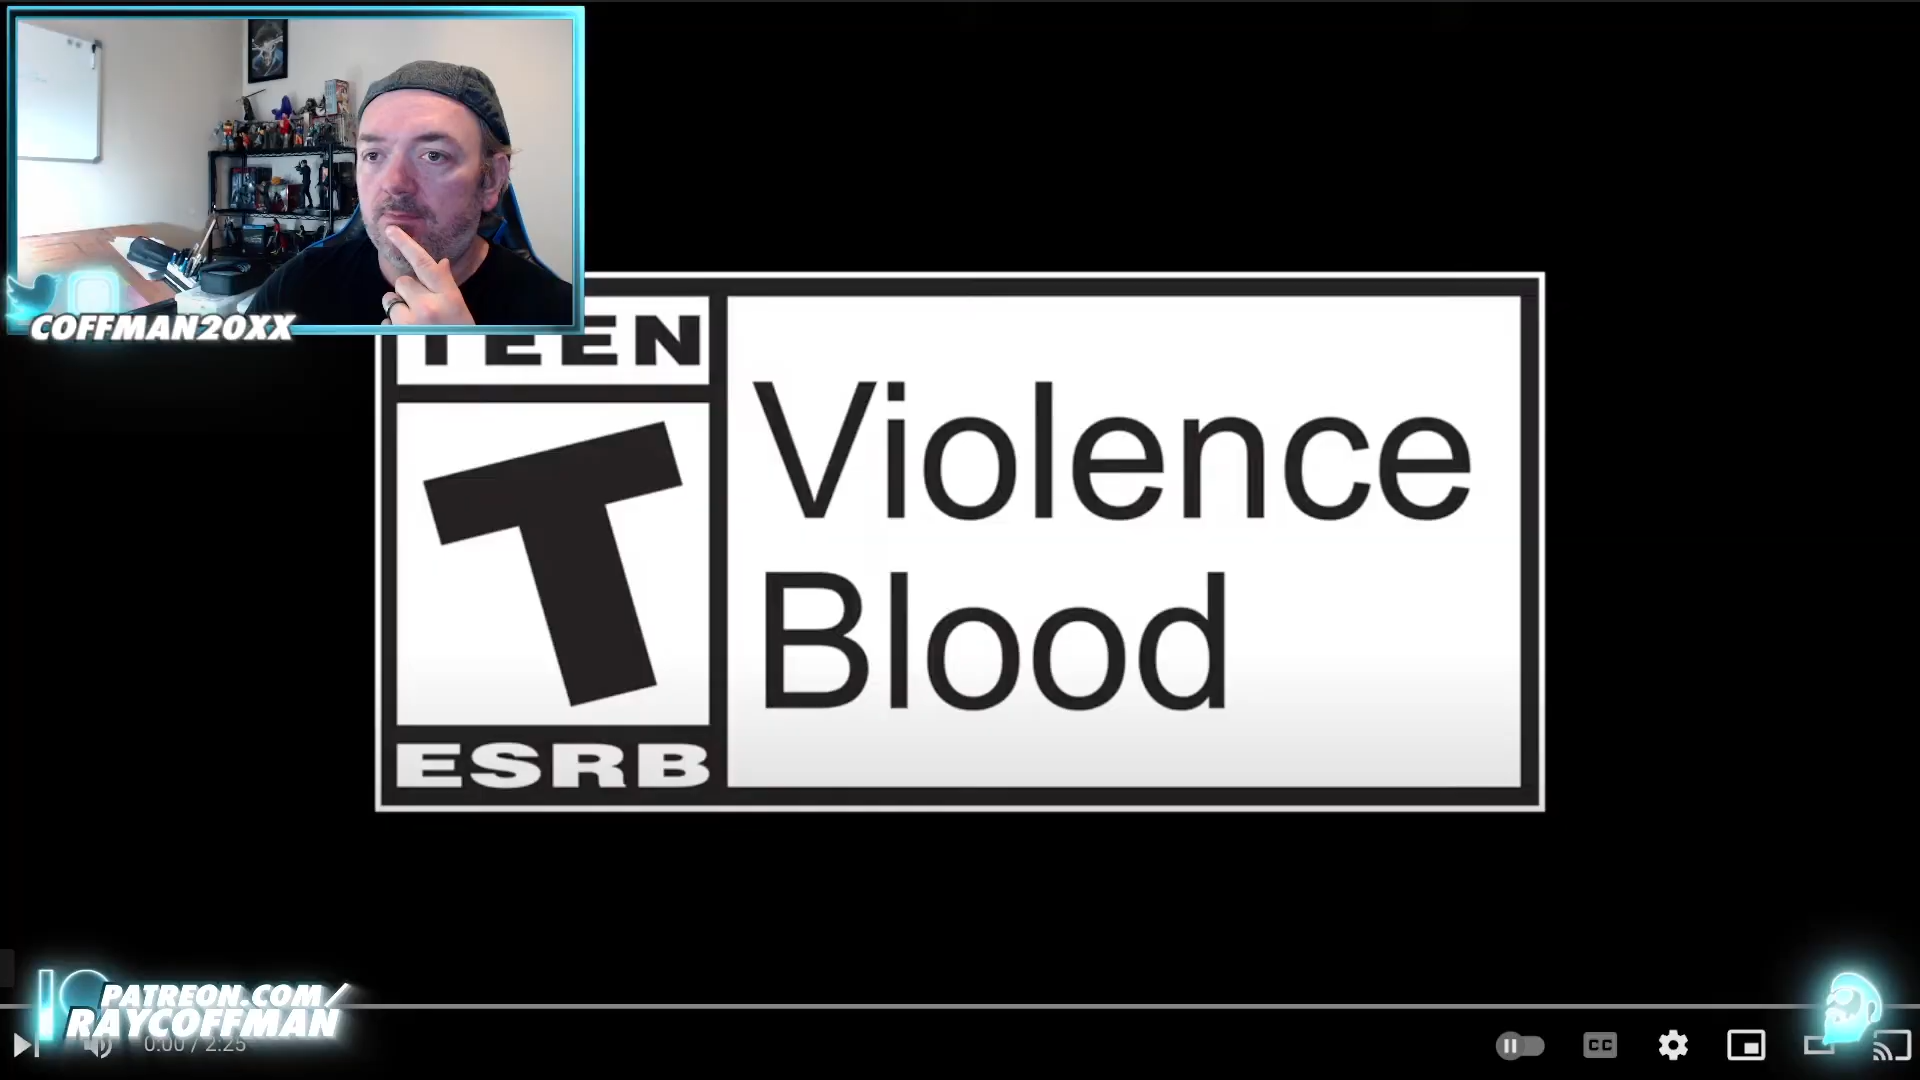 COFFMAN20XX
TEEN
T
ESRB
Violence
Blood
PATREON.COM/
RAYCOFFMAN
0:00 / 2:25
CC